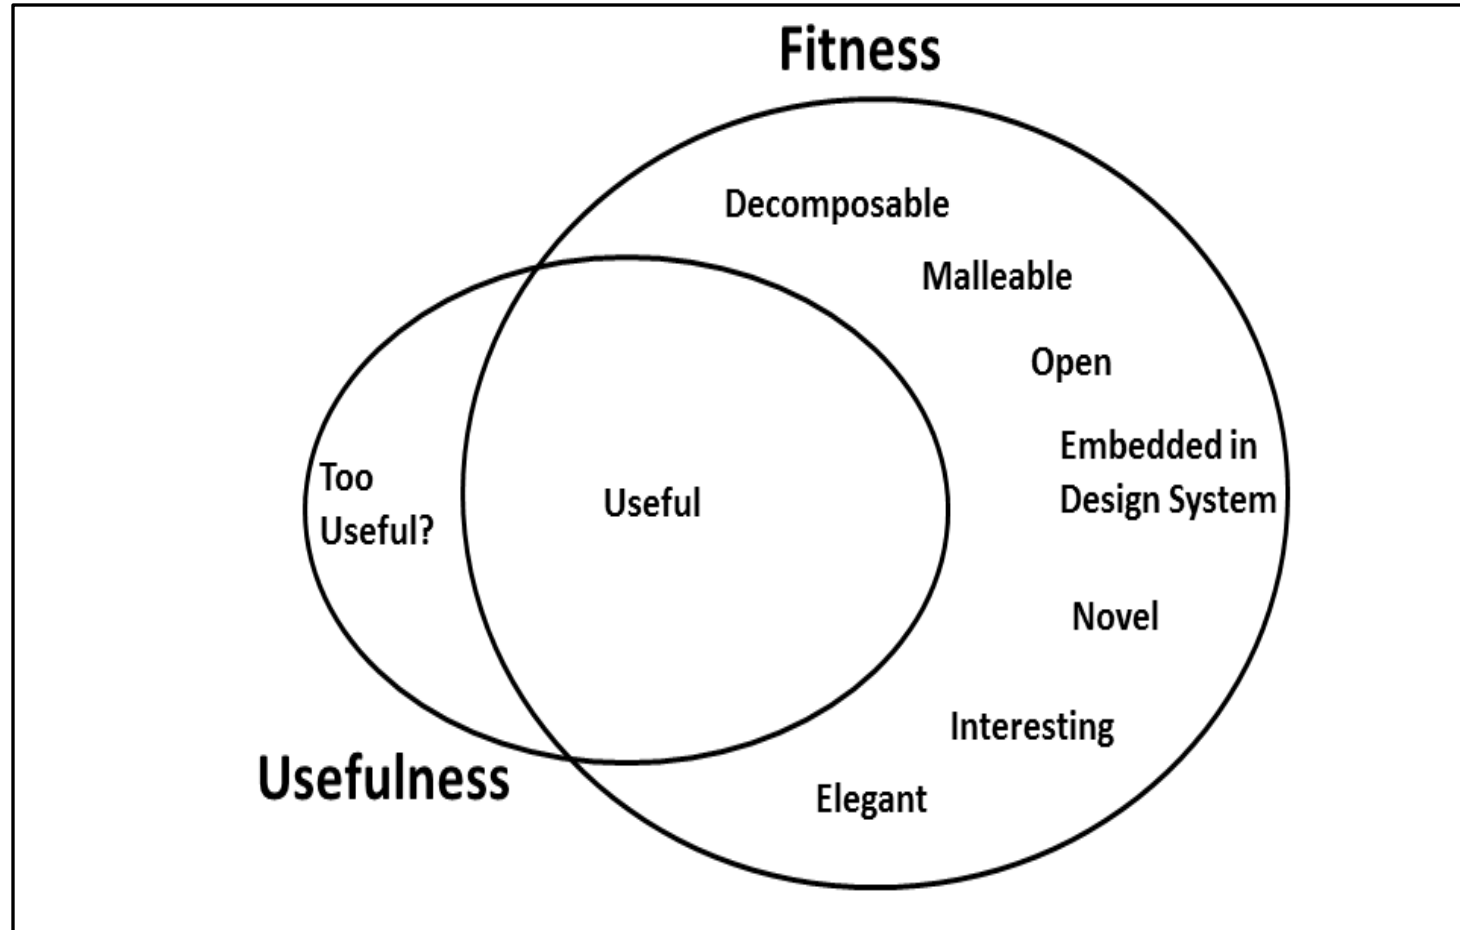 Fitness
Decomposable
Malleable
Open
Embedded in
Design System
Too
Useful?
Useful
Novel
Interesting
Usefulness
Elegant